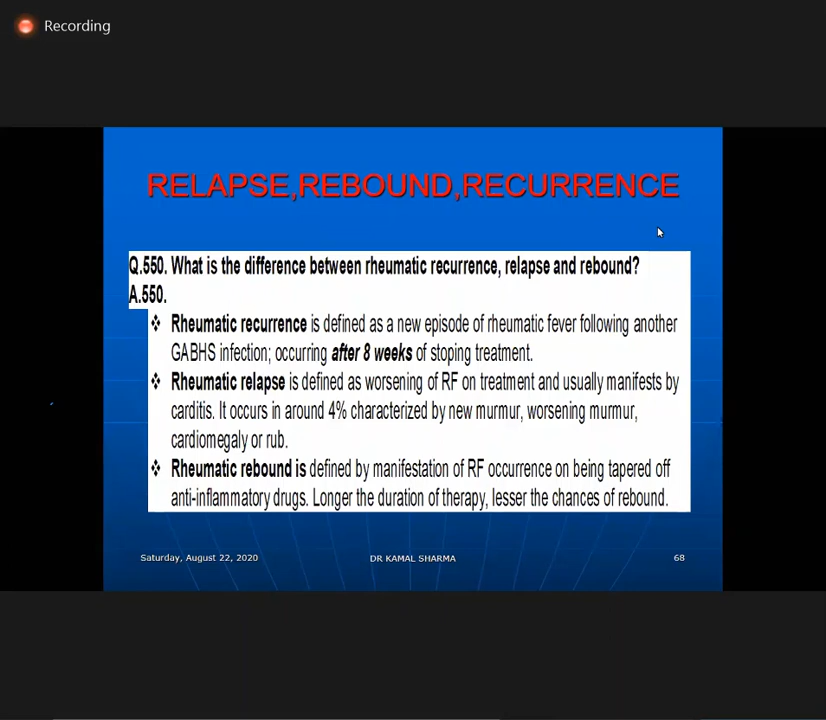 Recording
RELAPSE,REBOUND,RECURRENCE
Q.550. What is the difference between rheumatic recurrence, relapse and rebound?
A.550.
❖ Rheumatic recurrence is defined as a new episode of rheumatic fever following another
GABHS infection; occurring after 8 weeks of stoping treatment.
❖ Rheumatic relapse is defined as worsening of RF on treatment and usually manifests by
carditis. It occurs in around 4% characterized by new murmur, worsening murmur,
cardiomegaly or rub.
❖ Rheumatic rebound is defined by manifestation of RF occurrence on being tapered off
anti-inflammatory drugs. Longer the duration of therapy, lesser the chances of rebound.
Saturday, August 22, 2020 DR KAMAL SHARMA 68